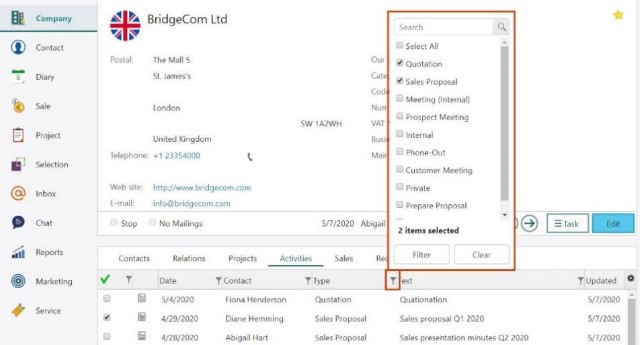 Company
Contact
Diary
Sale
Project
Selection
Inbox
Chat
Reports
Marketing
Service
BridgeCom Ltd
Postal: The Mall 5
St. James's
London
SW 1A2WH
United Kingdom
Telephone: +1 23354000
Web site: http://www.bridgecom.com
E-mail: info@bridgecom.com
Our
Cate
Code
Num
VAT
Busin
Main
Search
Select All
Quotation
Sales Proposal
Meeting (Internal)
Prospect Meeting
Internal
Phone-Out
Customer Meeting
Private
Prepare Proposal
2 items selected
Filter Clear
Stop No Mailings 5/7/2020 Abigail
Task Edit
Contacts Relations Projects Activities Sales Rec
Date Contact Type ext Updated
5/4/2020 Fiona Henderson Quotation Quationation 5/7/2020
4/29/2020 Diane Hemming Sales Proposal Sales proposal Q1 2020 5/7/2020
4/28/2020 Abigail Hart Sales Proposal Sales presentation minutes Q2 2020 5/7/2020